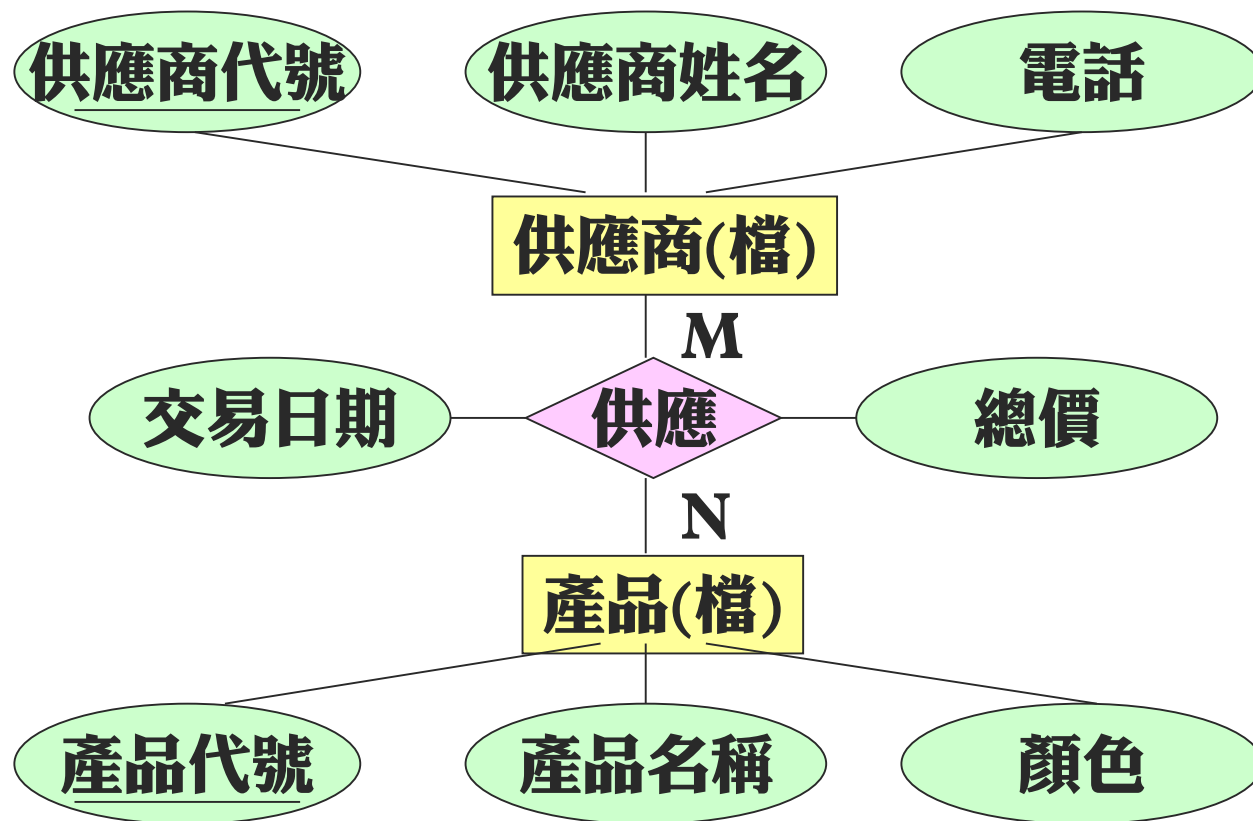 供應商代號
供應商姓名
電話
供應商(檔)
M
交易日期
供應
總價
N
產品(檔)
產品代號
產品名稱
顏色